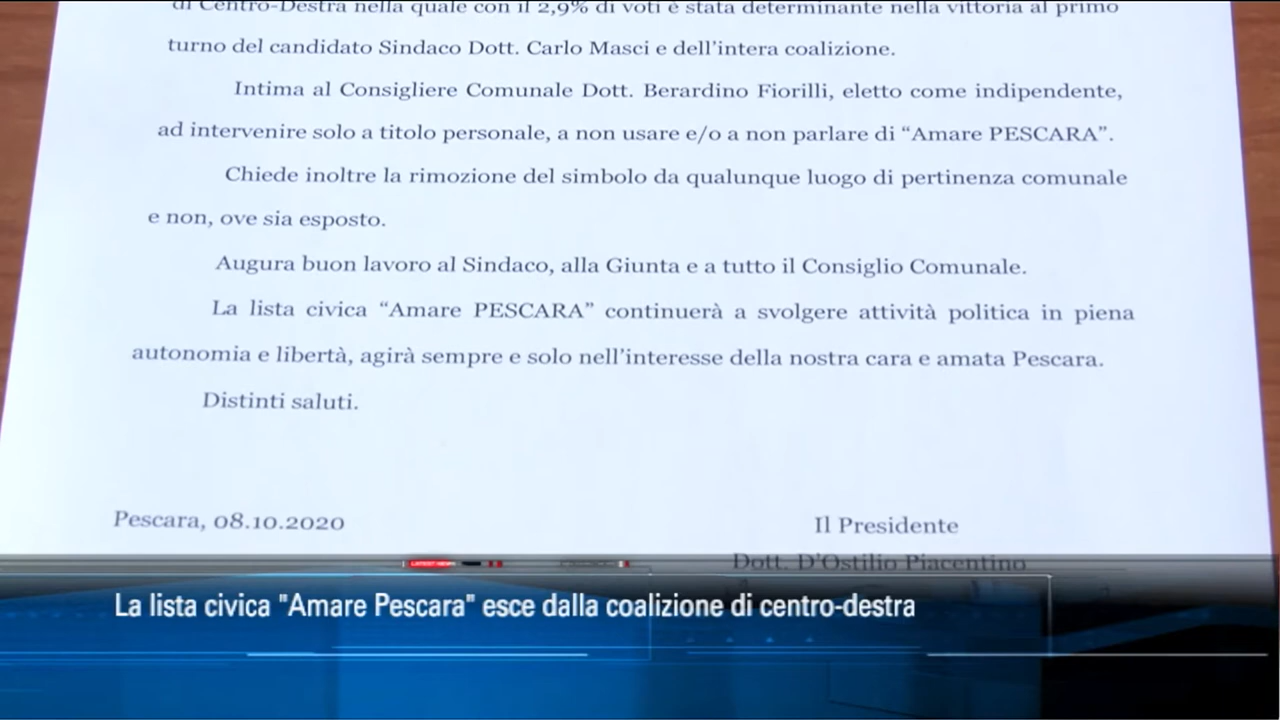 di Centro-Destra nella quale con il 2,9% di voti è stata determinante nella vittoria al primo
turno del candidato Sindaco Dott. Carlo Masci e dell'intera coalizione.
Intima al Consigliere Comunale Dott. Berardino Fiorilli, eletto come indipendente,
ad intervenire solo a titolo personale, a non usare e/o a non parlare di “Amare PESCARA”.
Chiede inoltre la rimozione del simbolo da qualunque luogo di pertinenza comunale
e non, ove sia esposto.
Augura buon lavoro al Sindaco, alla Giunta e a tutto il Consiglio Comunale.
La lista civica “Amare PESCARA” continuerà a svolgere attività politica in piena
autonomia e libertà, agirà sempre e solo nell'interesse della nostra cara e amata Pescara.
Distinti saluti.
Pescara, 08.10.2020
Il Presidente
Dott. D'Ostilio Piacentino
LATEST NEWS
La lista civica "Amare Pescara" esce dalla coalizione di centro-destra